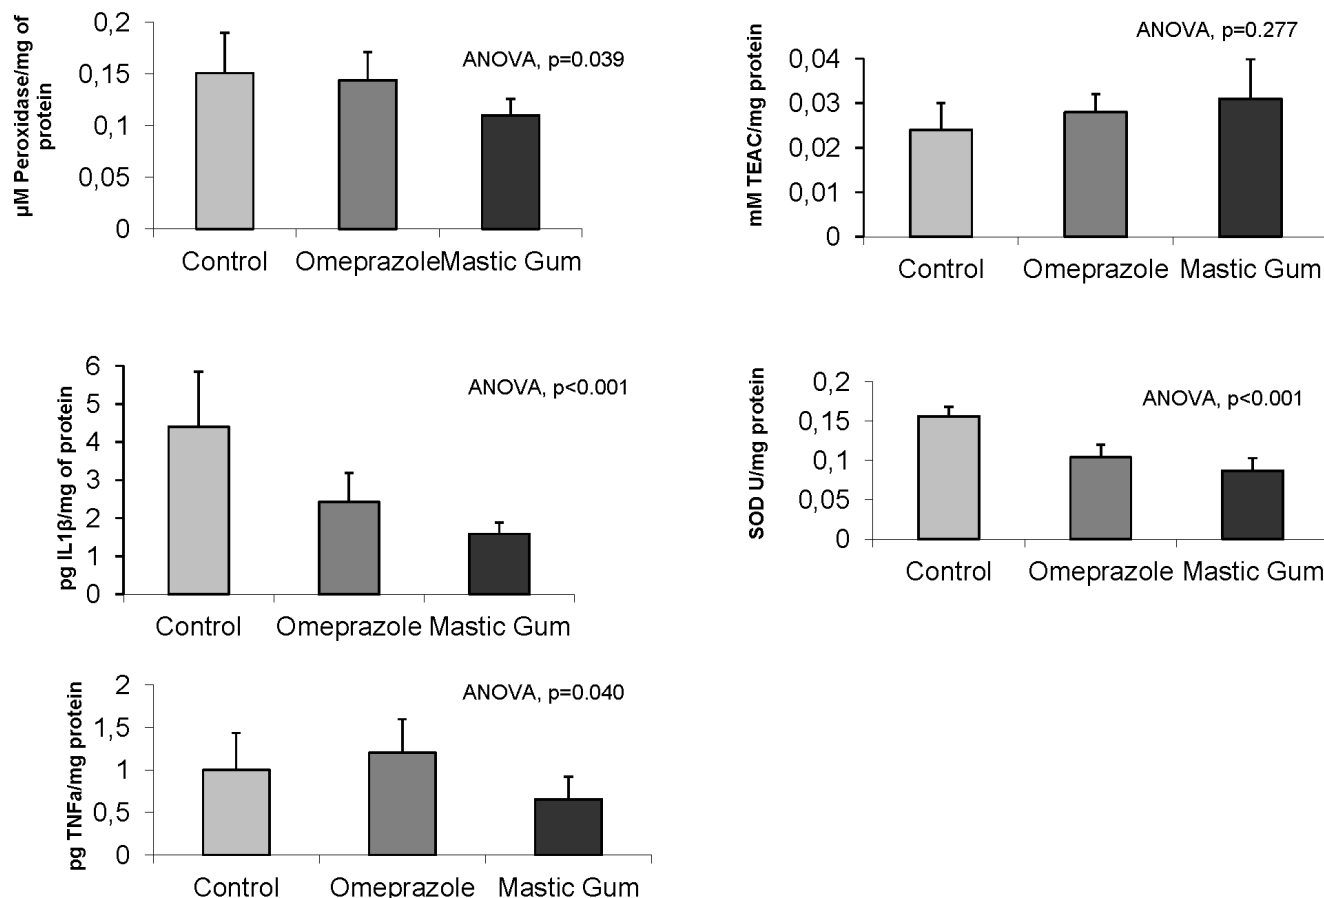 0,2
0,15
0,1
0,05
0
µM Peroxidase/mg of
protein
ANOVA, p=0.039
Control Omeprazole Mastic Gum
ANOVA, p=0.277
0,04
0,03
0,02
0,01
0
mM TEAC/mg protein
Control Omeprazole Mastic Gum
6
5
4
3
2
1
0
pg IL1β/mg of protein
ANOVA, p<0.001
Control Omeprazole Mastic Gum
0,2
0,15
0,1
0,05
0
SOD U/mg protein
ANOVA, p<0.001
Control Omeprazole Mastic Gum
2
1,5
1
0,5
0
pg TNFa/mg protein
ANOVA, p=0.040
Control Omeprazole Mastic Gum